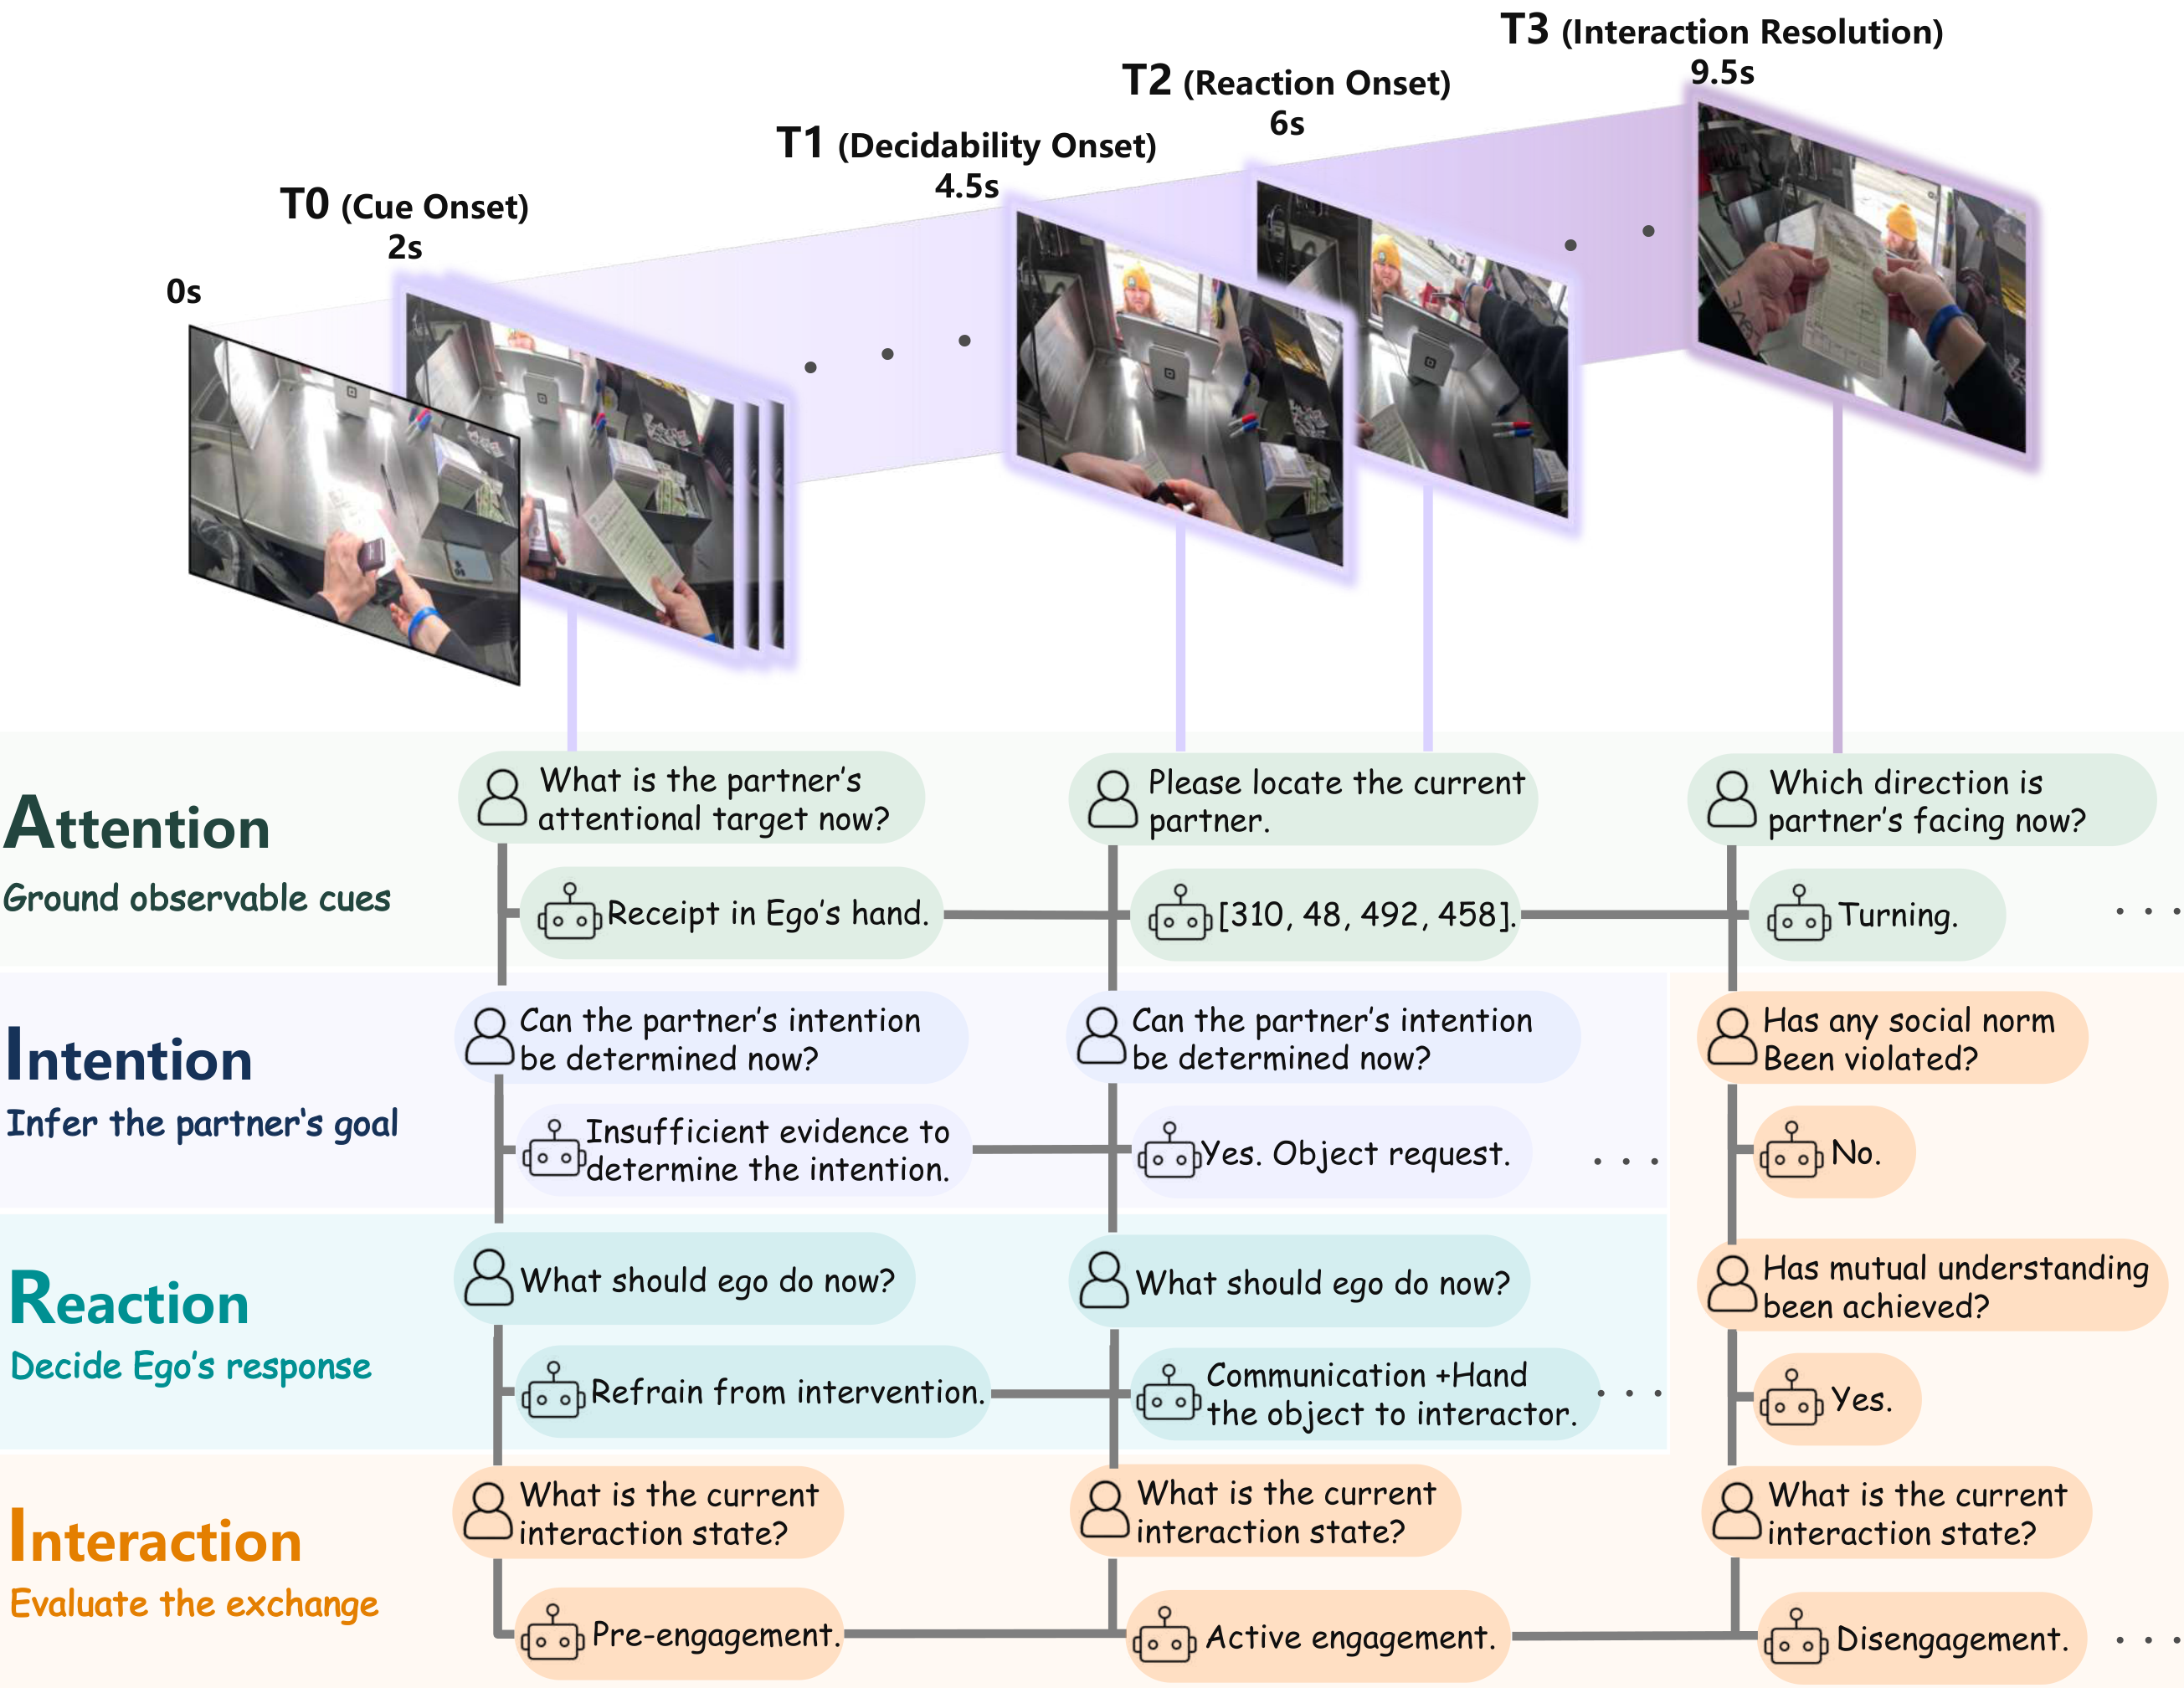 T3 (Interaction Resolution)
9.5s
T2 (Reaction Onset)
6s
T1 (Decidability Onset)
4.5s
T0 (Cue Onset)
2s
0s
Attention
Ground observable cues
What is the partner's
attentional target now?
Receipt in Ego's hand.
Please locate the current
partner.
[310, 48, 492, 458].
Which direction is
partner's facing now?
Turning.
. . .
Intention
Infer the partner's goal
Can the partner's intention
be determined now?
Insufficient evidence to
determine the intention.
Can the partner's intention
be determined now?
Yes. Object request.
. . .
Has any social norm
Been violated?
No.
Reaction
Decide Ego's response
What should ego do now?
Refrain from intervention.
What should ego do now?
Communication +Hand
the object to interactor.
. . .
Has mutual understanding
been achieved?
Yes.
Interaction
Evaluate the exchange
What is the current
interaction state?
Pre-engagement.
What is the current
interaction state?
Active engagement.
What is the current
interaction state?
Disengagement.
. . .